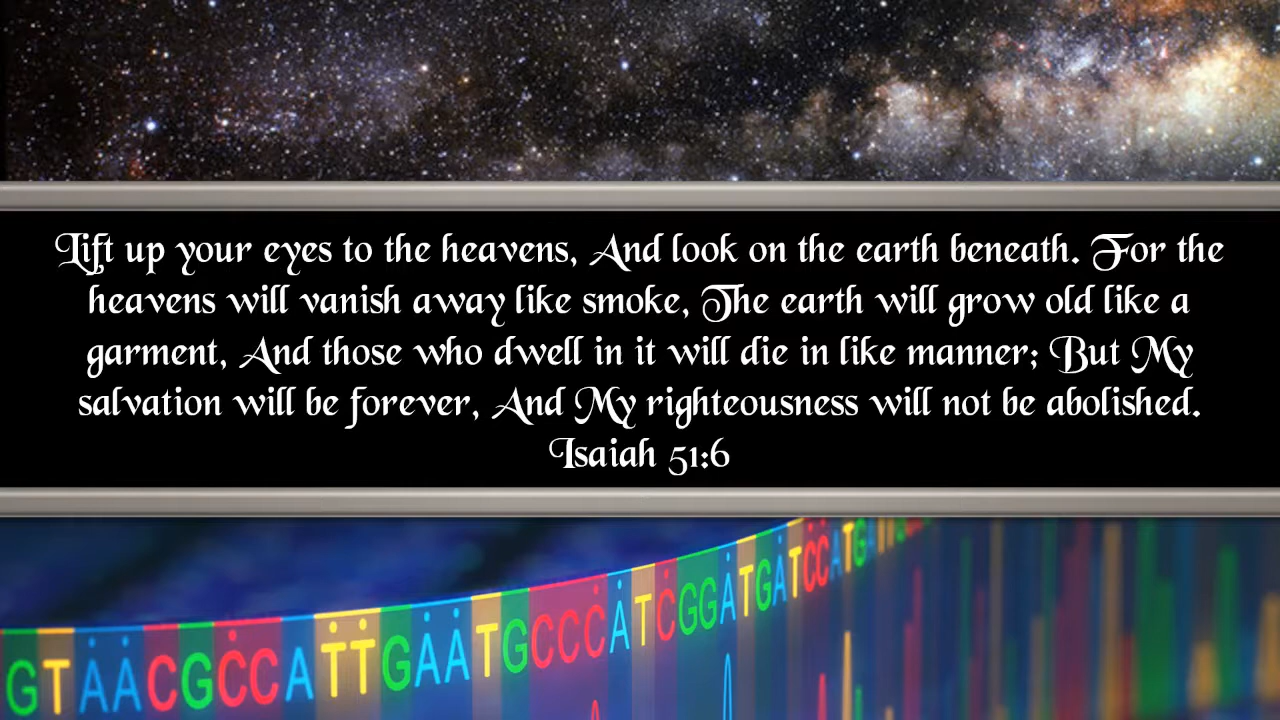 Lift up your eyes to the heavens, And look on the earth beneath. For the
heavens will vanish away like smoke, The earth will grow old like a
garment, And those who dwell in it will die in like manner; But My
salvation will be forever, And My righteousness will not be abolished.
Isaiah 51:6
GTAACGCCATTGAATGCCCATCGGATGATCCATG